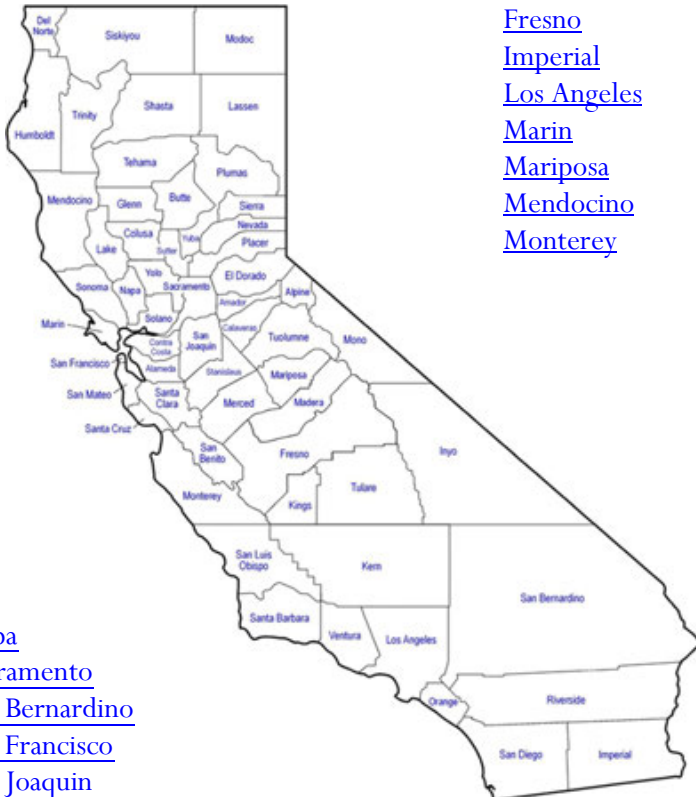 Fresno
Imperial
Los Angeles
Marin
Mariposa
Mendocino
Monterey
Del
Norte
Siskiyou
Modoc
Humboldt
Trinity
Shasta
Lassen
Tehama
Plumas
Mendocino
Glenn
Butte
Sierra
Nevada
Placer
Lake
Colusa
Sutter
Yuba
Sonoma
Napa
Yolo
Sacramento
El Dorado
Alpine
Solano
Amador
Marin
Calaveras
Contra
Costa
San
Joaquin
Tuolumne
Mono
San Francisco
Alameda
Stanislaus
Mariposa
San Mateo
Santa
Clara
Merced
Madera
Santa Cruz
San
Benito
Fresno
Inyo
Monterey
Kings
Tulare
San Luis
Obispo
Kern
San Bernardino
Santa Barbara
Ventura
Los Angeles
Orange
Riverside
San Diego
Imperial
pa
ramento
Bernardino
Francisco
Joaquin